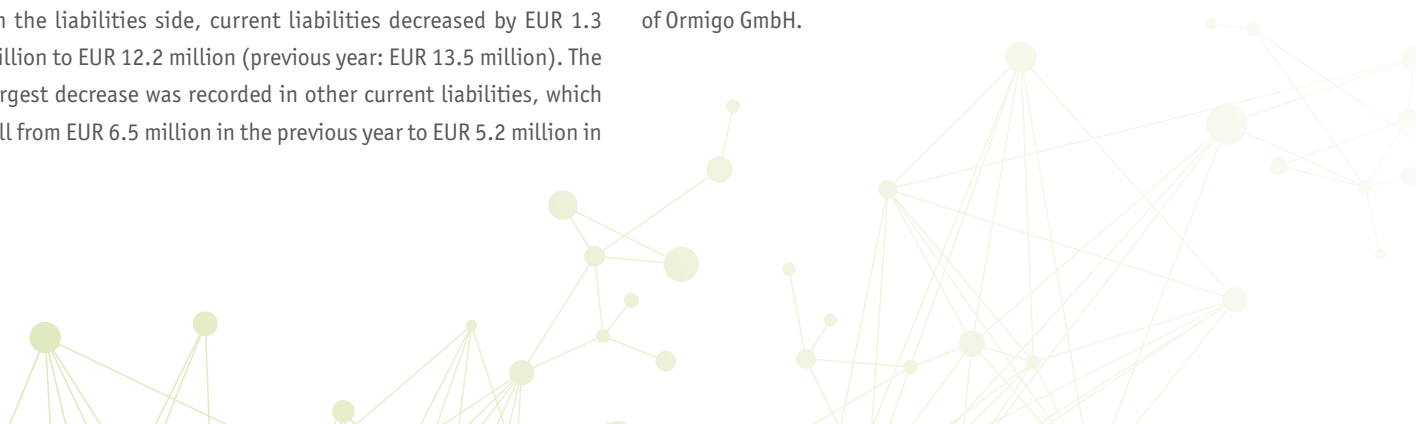 n the liabilities side, current liabilities decreased by EUR 1.3
illion to EUR 12.2 million (previous year: EUR 13.5 million). The
rgest decrease was recorded in other current liabilities, which
ll from EUR 6.5 million in the previous year to EUR 5.2 million in
of Ormigo GmbH.